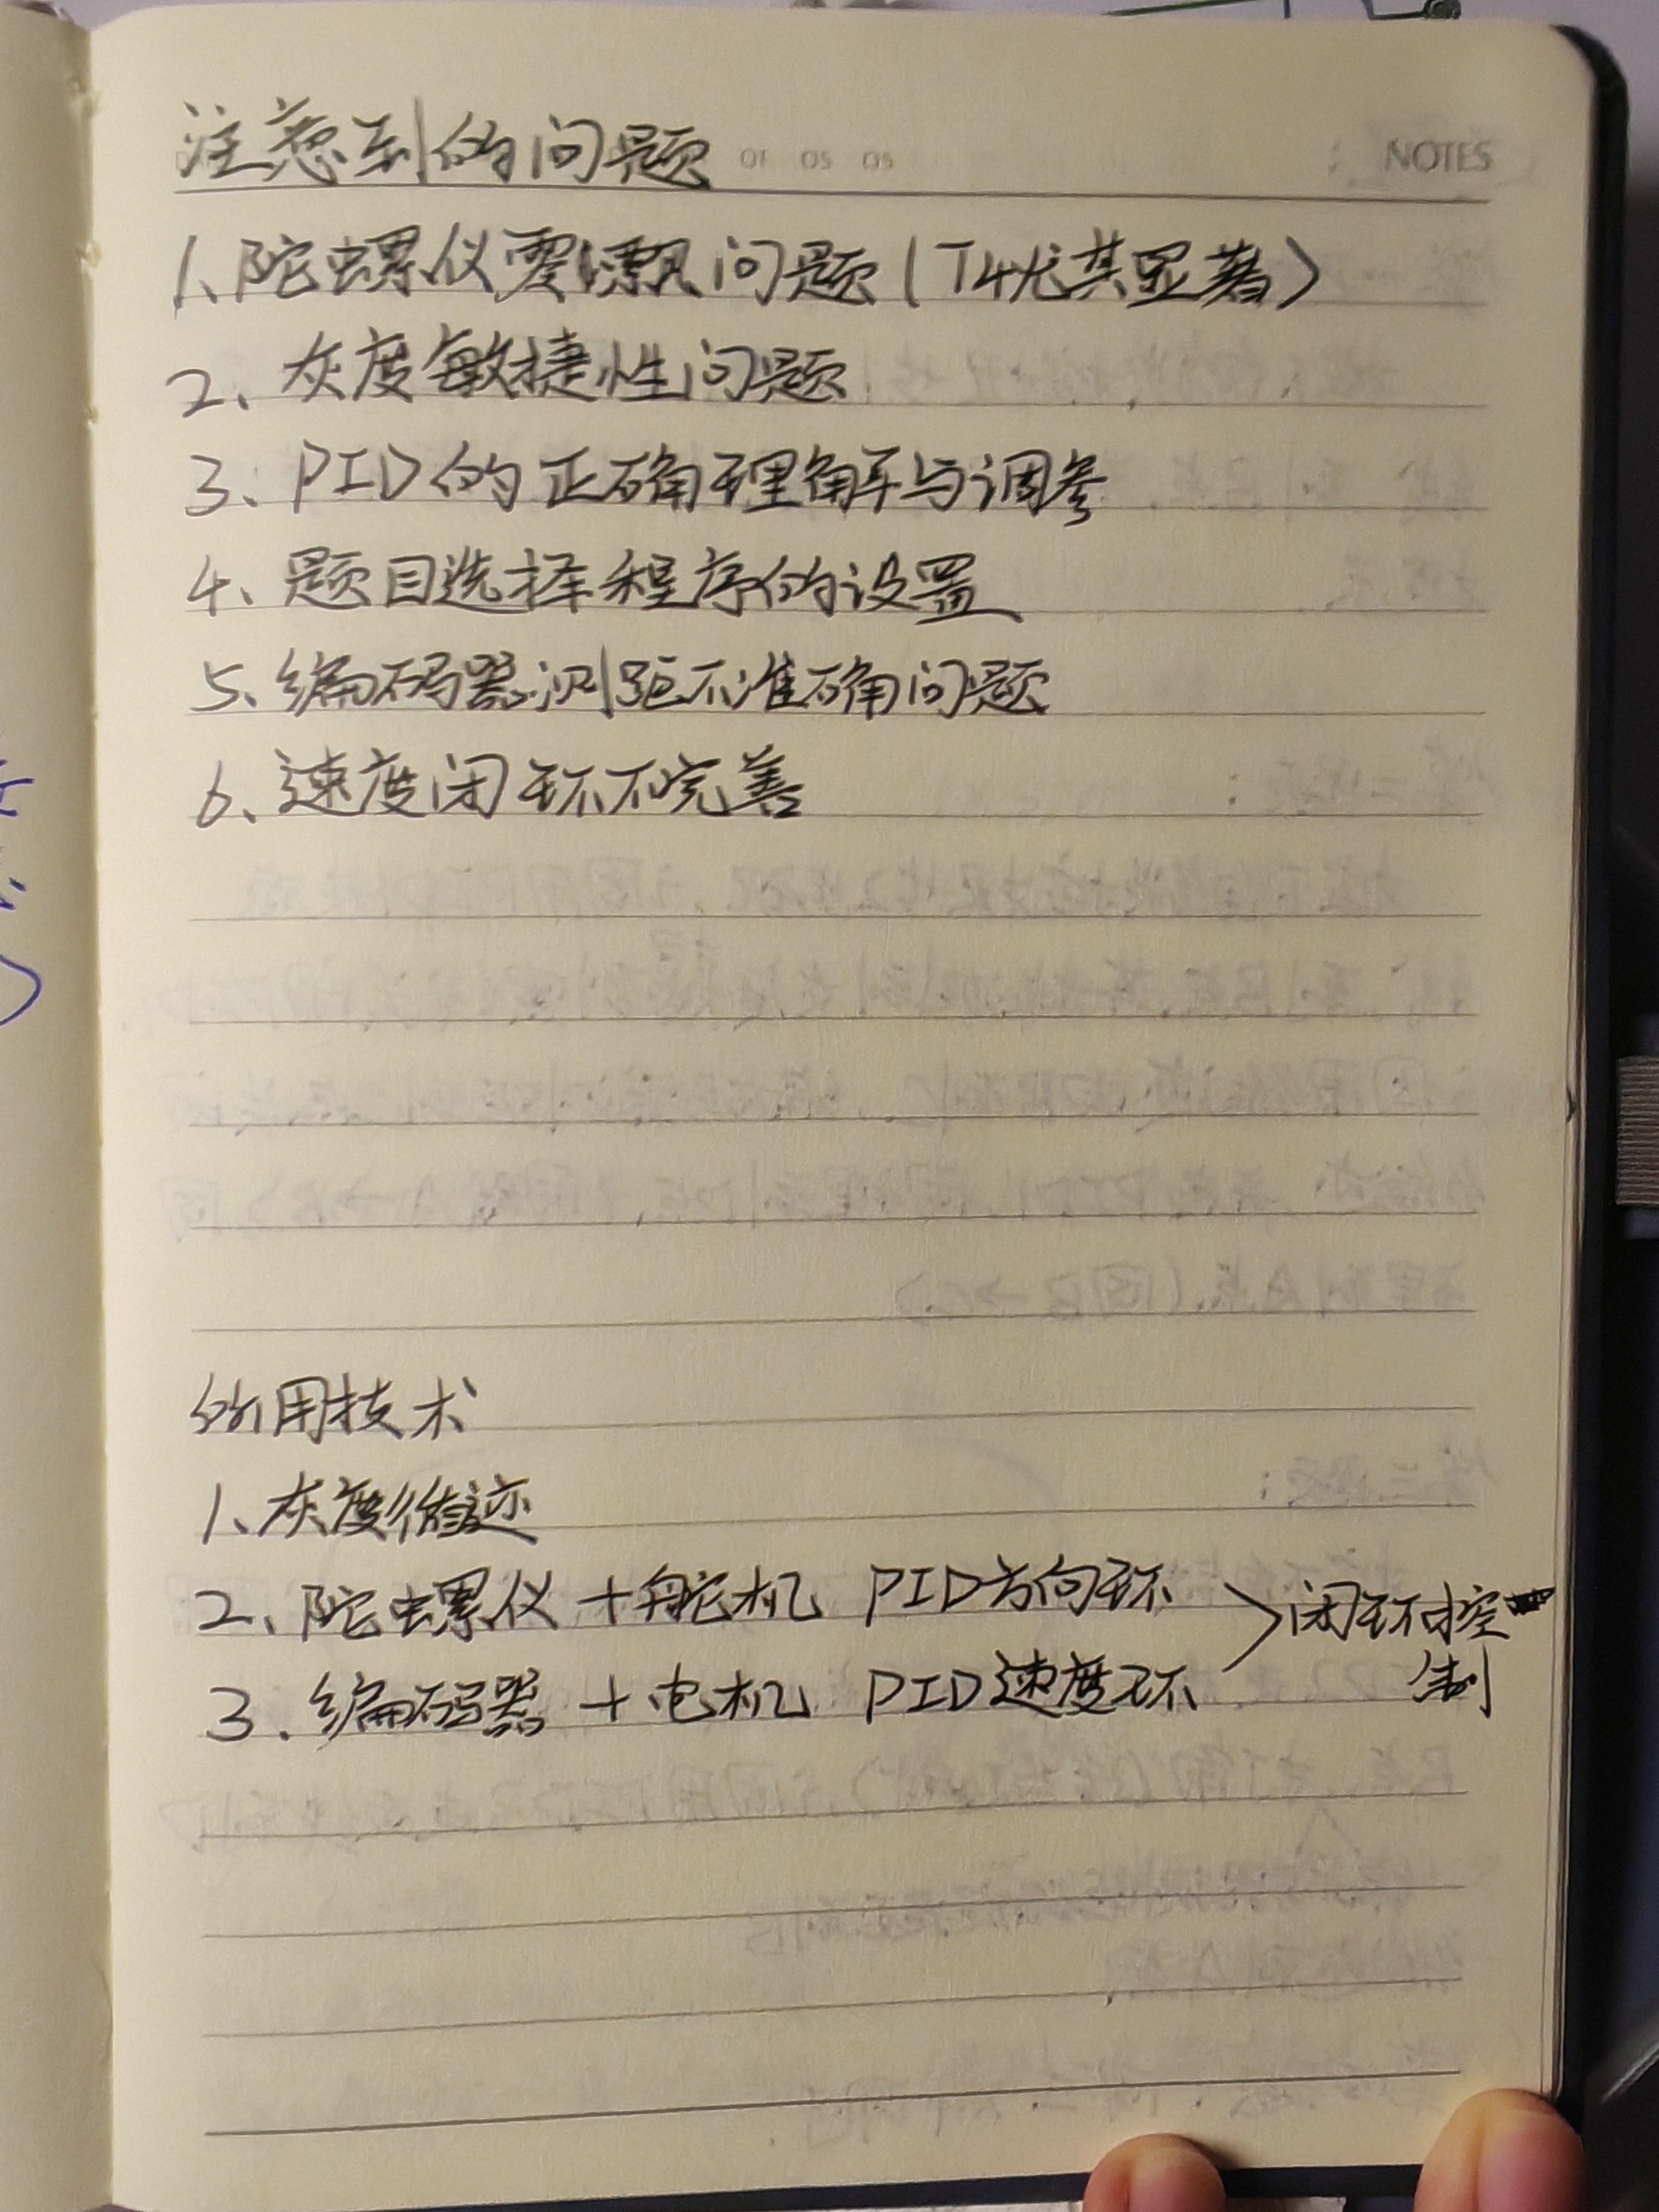 注意到的问题
NOTES
1、陀螺仪零漂问题(T4尤其显著)
2、灰度敏捷性问题
3、PID的正确理解与调参
4、题目选择程序的设置
5、编码器测距不准确问题
6、速度闭环不完善
所用技术
1、灰度循迹
2、陀螺仪+舵机 PID方向环
3.编码器+电机 PID速度环
>闭环控
制